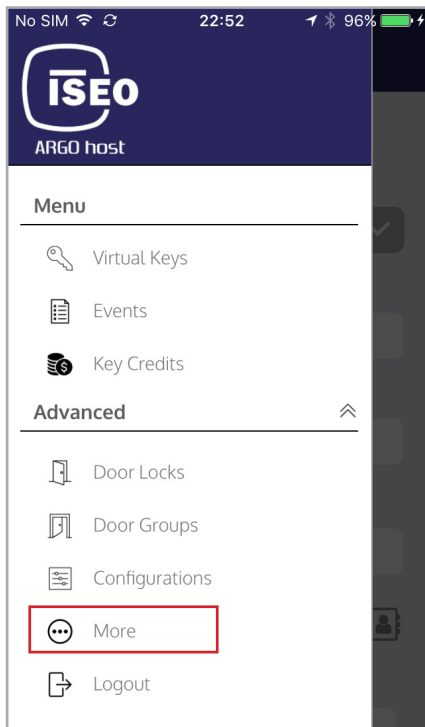 No SIM 22:52 96%
ISEO
ARGO host
Menu
Virtual Keys
Events
Key Credits
Advanced
Door Locks
Door Groups
Configurations
More
Logout